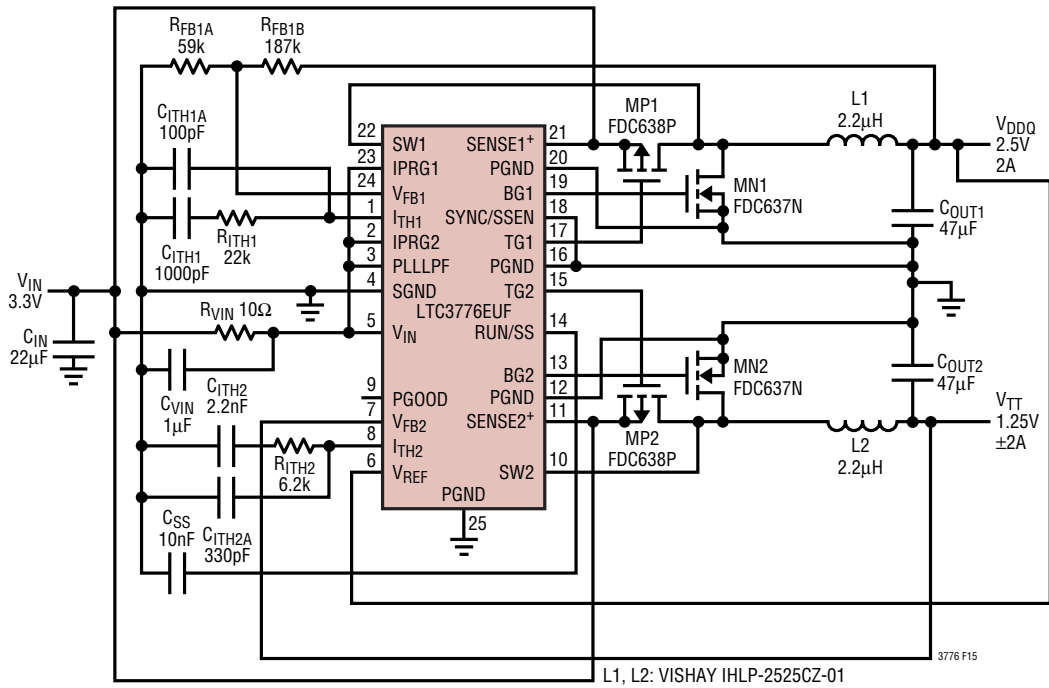 RFB1A
59k
RFB1B
187k
CITH1A
100pF
CITH1
1000pF
RITH1
22k
VIN
3.3V
CIN
22µF
RVIN 10Ω
CVIN
1µF
CITH2
2.2nF
RITH2
6.2k
CITH2A
330pF
CSS
10nF
22
SW1
23
IPRG1
24
VFB1
1
ITH1
2
IPRG2
3
PLLLPF
4
SGND
5
VIN
9
PGOOD
7
VFB2
8
ITH2
6
VREF
LTC3776EUF
SENSE1+
21
PGND
20
BG1
19
SYNC/SSEN
18
TG1
17
PGND
16
TG2
15
RUN/SS
14
BG2
13
PGND
12
SENSE2+
11
SW2
10
PGND
25
MP1
FDC638P
MN1
FDC637N
L1
2.2µH
VDDQ
2.5V
2A
COUT1
47µF
MN2
FDC637N
MP2
FDC638P
COUT2
47µF
L2
2.2µH
VTT
1.25V
±2A
3776 F15
L1, L2: VISHAY IHLP-2525CZ-01